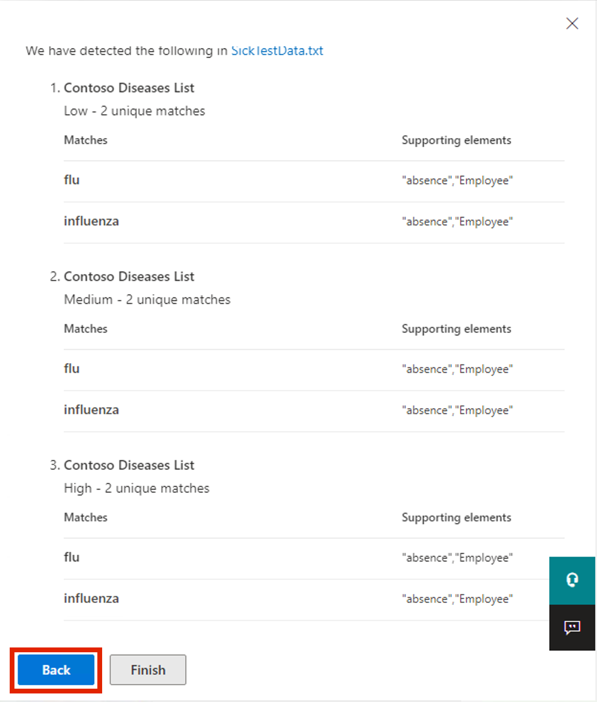 We have detected the following in SickTestData.txt
1. Contoso Diseases List
Low - 2 unique matches
Matches Supporting elements
flu "absence","Employee"
influenza "absence","Employee"
2. Contoso Diseases List
Medium - 2 unique matches
Matches Supporting elements
flu "absence","Employee"
influenza "absence","Employee"
3. Contoso Diseases List
High - 2 unique matches
Matches Supporting elements
flu "absence","Employee"
influenza "absence","Employee"
Back Finish